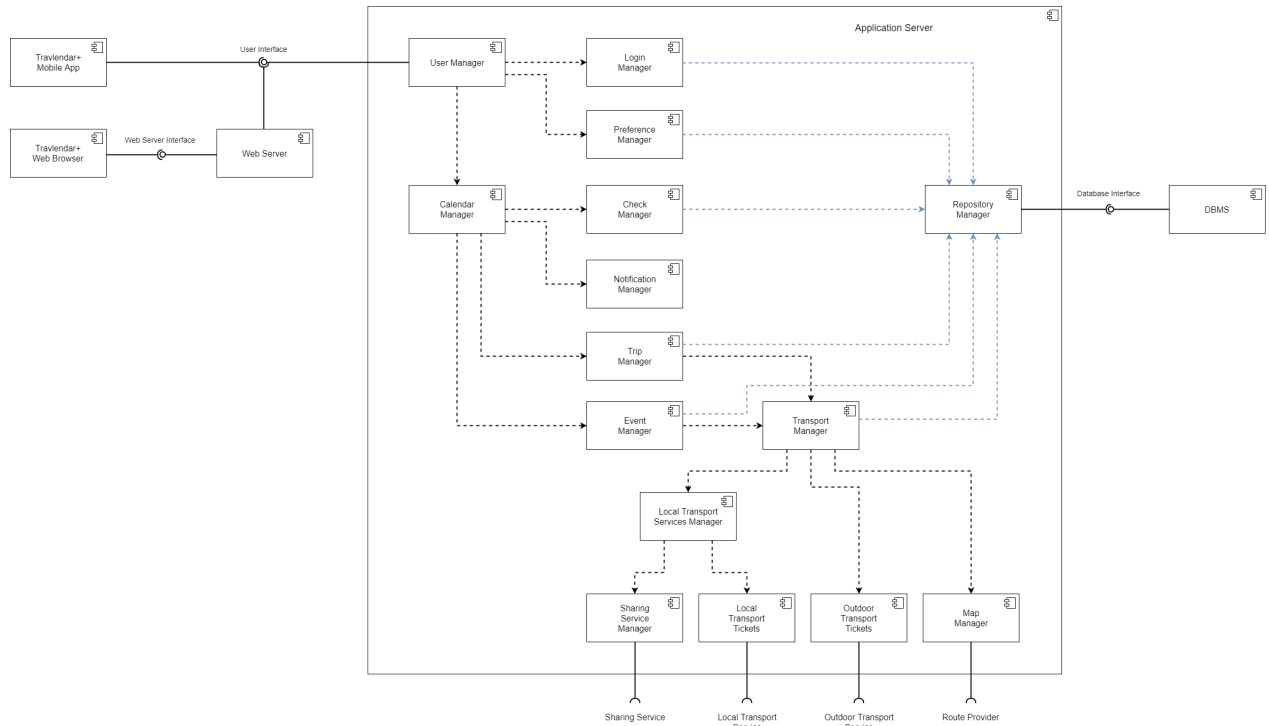 Application Server
User Interface
Travlendar+
Mobile App
User Manager
Login
Manager
Web Server Interface
Travlendar+
Web Browser
Web Server
Preference
Manager
Calendar
Manager
Check
Manager
Repository
Manager
Database Interface
DBMS
Notification
Manager
Trip
Manager
Event
Manager
Transport
Manager
Local Transport
Services Manager
Sharing
Service
Manager
Local
Transport
Tickets
Outdoor
Transport
Tickets
Map
Manager
Sharing Service
Local Transport
Outdoor Transport
Route Provider